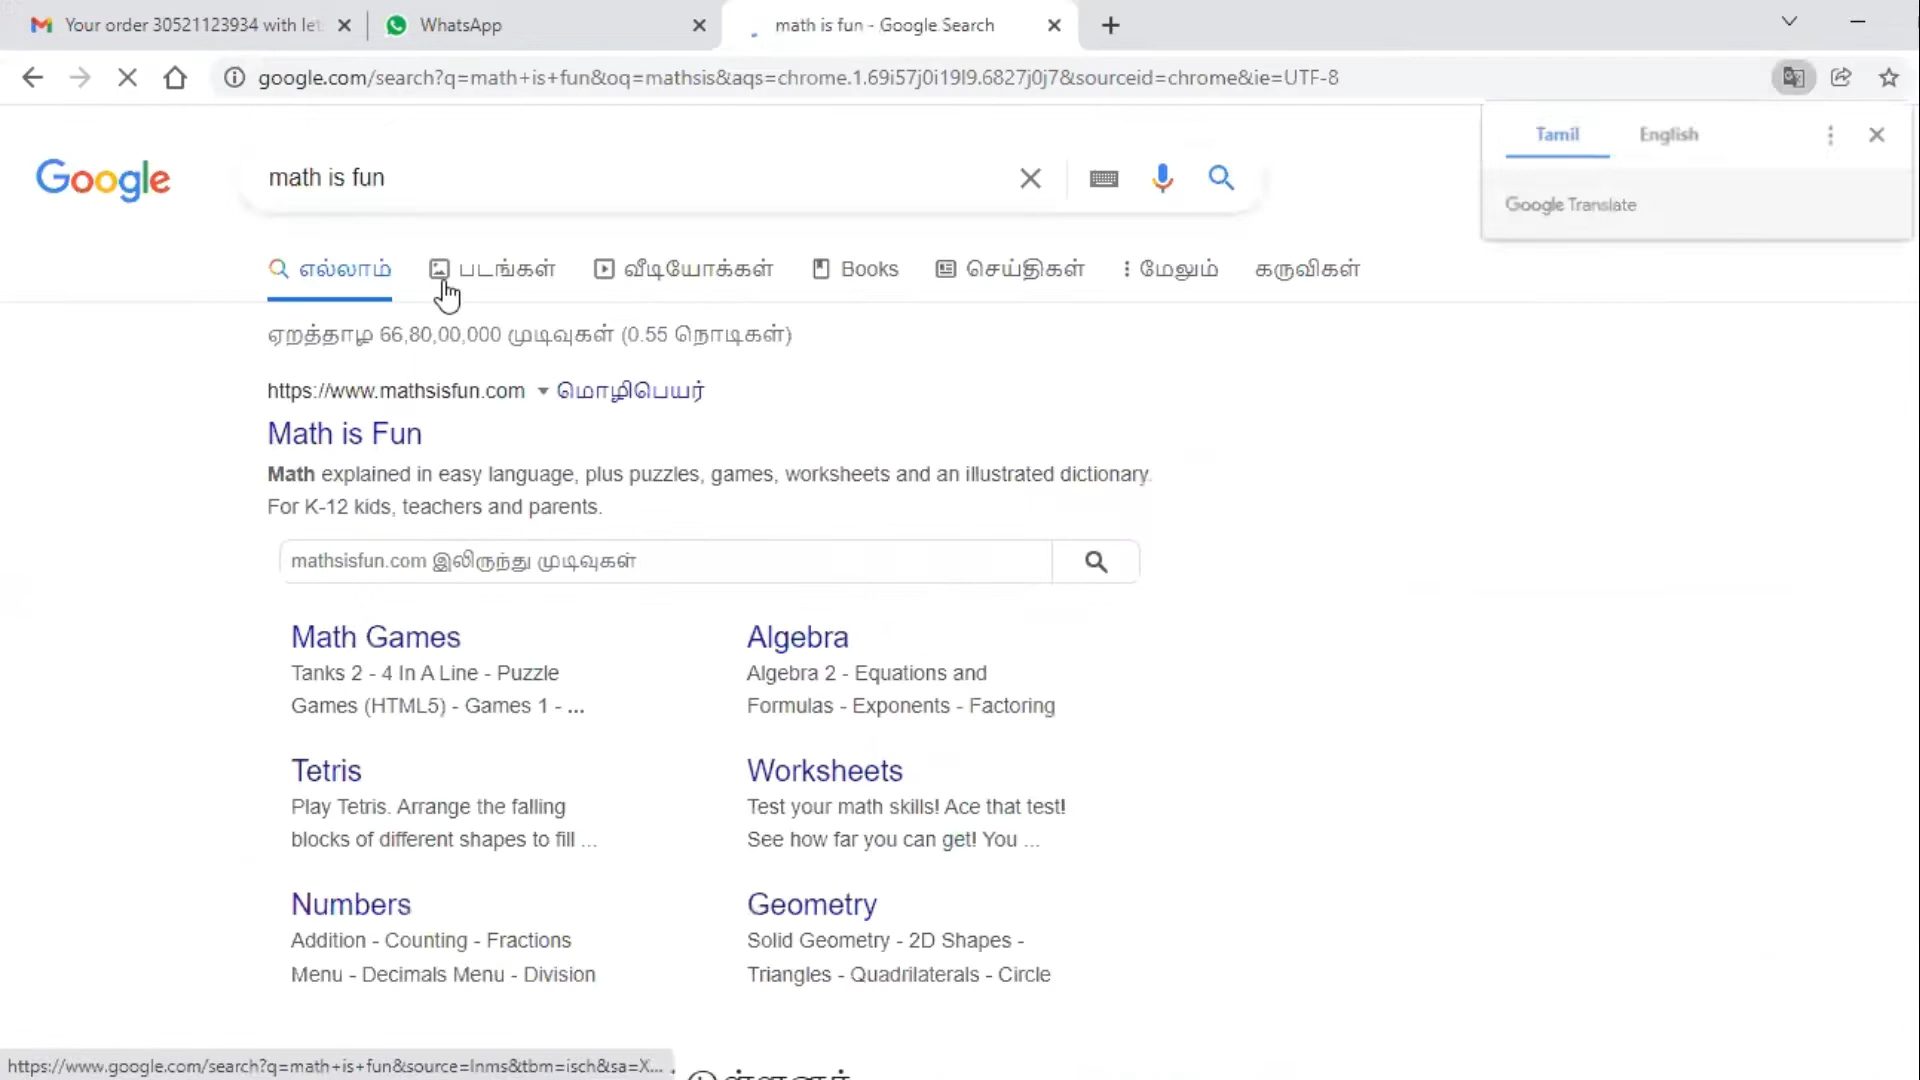 Your order 30521123934 with let
WhatsApp
math is fun - Google Search
google.com/search?q=math+is+fun&oq=mathsis&aqs=chrome.1.69i57j0i19l9.6827j0j7&sourceid=chrome&ie=UTF-8
Tamil English
Google Translate
Google
math is fun
எல்லாம் படங்கள் வீடியோக்கள் Books செய்திகள் மேலும் கருவிகள்
ஏறத்தாழ 66,80,00,000 முடிவுகள் (0.55 நொடிகள்)
https://www.mathsisfun.com மொழிபெயர்
Math is Fun
Math explained in easy language, plus puzzles, games, worksheets and an illustrated dictionary.
For K-12 kids, teachers and parents.
mathsisfun.com இலிருந்து முடிவுகள்
Math Games
Tanks 2 - 4 In A Line - Puzzle
Games (HTML5) - Games 1 - ...
Algebra
Algebra 2 - Equations and
Formulas - Exponents - Factoring
Tetris
Play Tetris. Arrange the falling
blocks of different shapes to fill ...
Worksheets
Test your math skills! Ace that test!
See how far you can get! You ...
Numbers
Addition - Counting - Fractions
Menu - Decimals Menu - Division
Geometry
Solid Geometry - 2D Shapes -
Triangles - Quadrilaterals - Circle
https://www.google.com/search?q=math+is+fun&source=lnms&tbm=isch&sa=X...